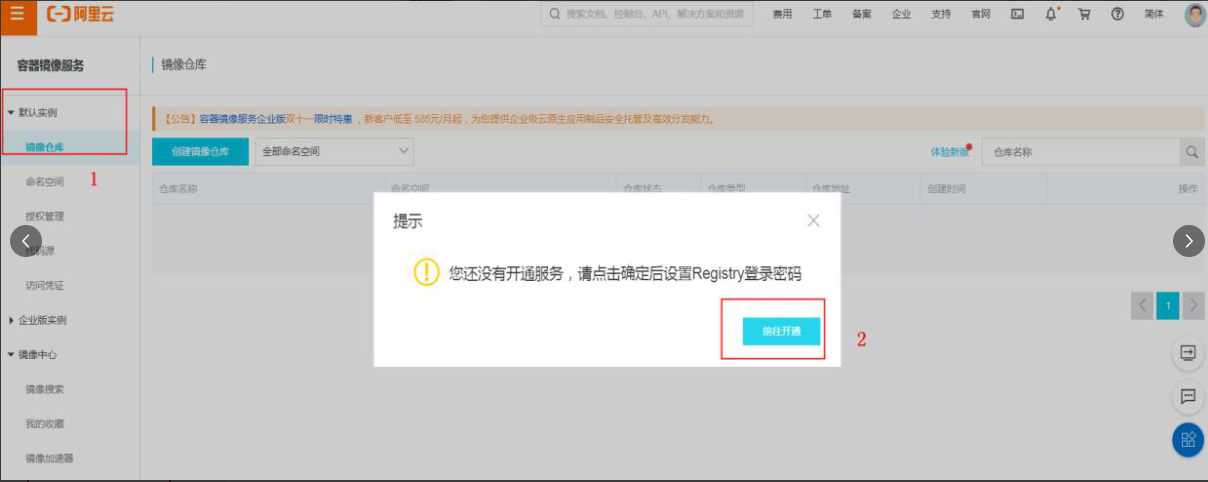 阿里云
搜索文档、控制台、API、解决方案和资源
费用 工单 备案 企业 支持 官网 简体
容器镜像服务
镜像仓库
默认实例
【公告】容器镜像服务企业版双十一限时特惠，新客户低至 585元/月起，为您提供企业级云原生应用制品安全托管及高效分发能力。
镜像仓库
创建镜像仓库 全部命名空间 体验新版 仓库名称
命名空间
1
仓库名称 命名空间 仓库状态 仓库类型 仓库地址 创建时间 操作
授权管理
提示
代码源
您还没有开通服务，请点击确定后设置Registry登录密码
访问凭证
1
企业版实例
前往开通
2
镜像中心
镜像搜索
我的收藏
镜像加速器